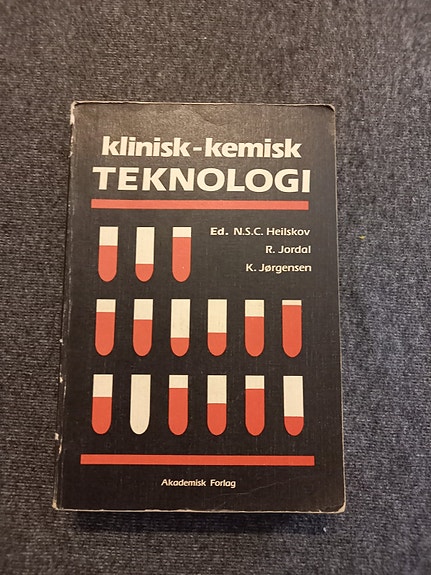 klinisk-kemisk
TEKNOLOGI
Ed. N.S.C. Heilskov
R. Jordal
K. Jørgensen
Akademisk Forlag